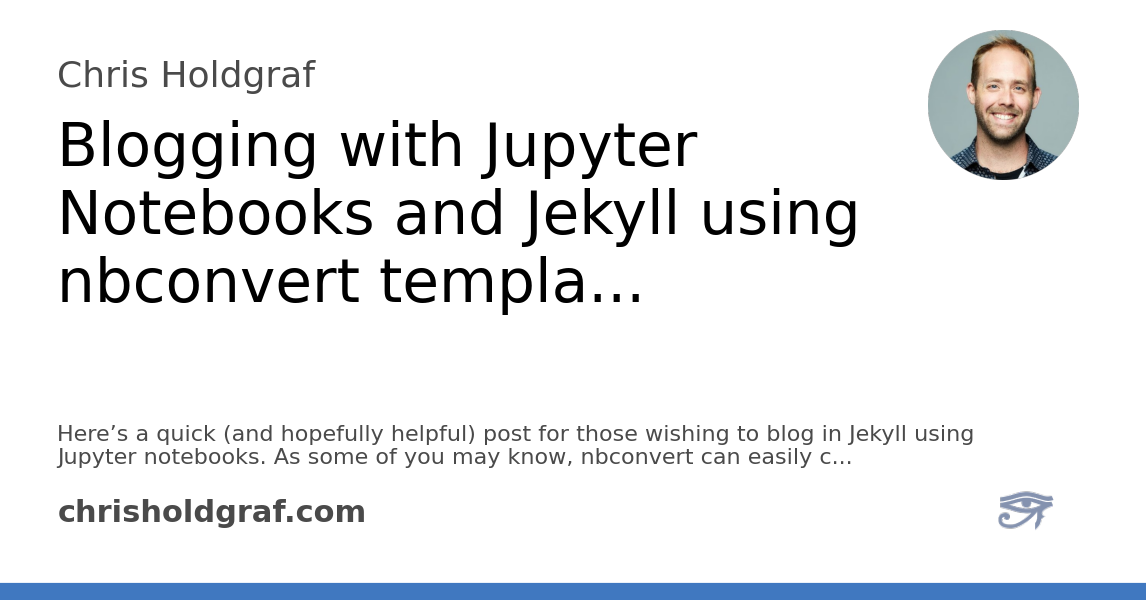 Chris Holdgraf
Blogging with Jupyter
Notebooks and Jekyll using
nbconvert templa...
Here’s a quick (and hopefully helpful) post for those wishing to blog in Jekyll using
Jupyter notebooks. As some of you may know, nbconvert can easily c...
chrisholdgraf.com